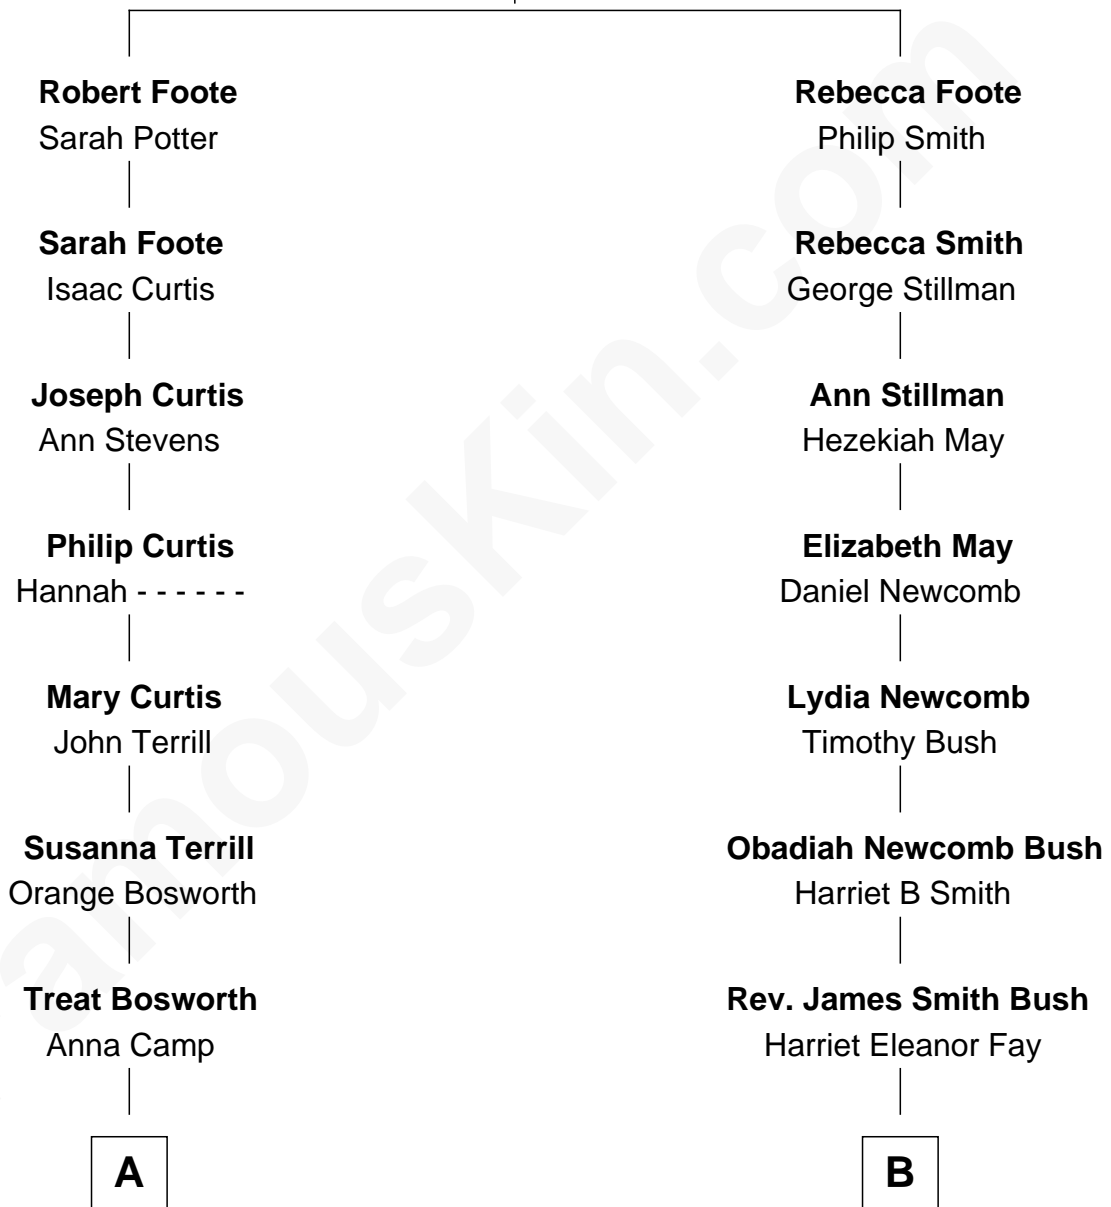 Robert Foote
Sarah Potter
Rebecca Foote
Philip Smith
Sarah Foote
Isaac Curtis
Rebecca Smith
George Stillman
Joseph Curtis
Ann Stevens
Ann Stillman
Hezekiah May
Philip Curtis
Hannah - - - - - -
Elizabeth May
Daniel Newcomb
Mary Curtis
John Terrill
Lydia Newcomb
Timothy Bush
Susanna Terrill
Orange Bosworth
Obadiah Newcomb Bush
Harriet B Smith
Treat Bosworth
Anna Camp
Rev. James Smith Bush
Harriet Eleanor Fay
A
B
amousKin.com